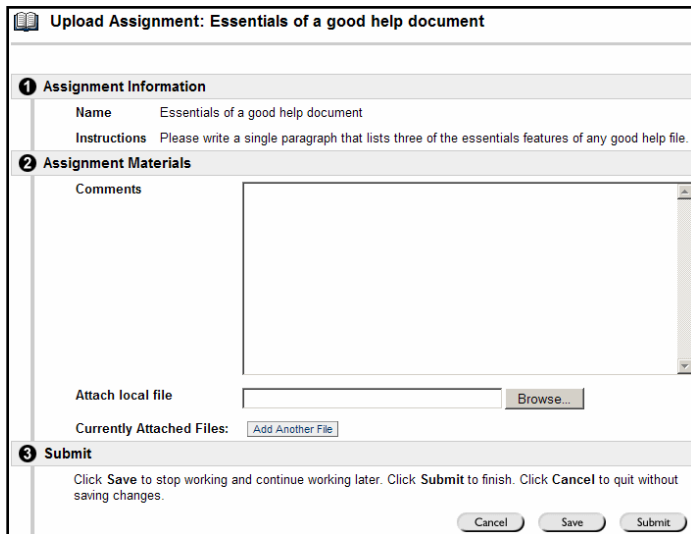 Upload Assignment: Essentials of a good help document
1 Assignment Information
Name Essentials of a good help document
Instructions Please write a single paragraph that lists three of the essentials features of any good help file.
2 Assignment Materials
Comments
Attach local file Browse...
Currently Attached Files: Add Another File
3 Submit
Click Save to stop working and continue working later. Click Submit to finish. Click Cancel to quit without
saving changes.
Cancel Save Submit